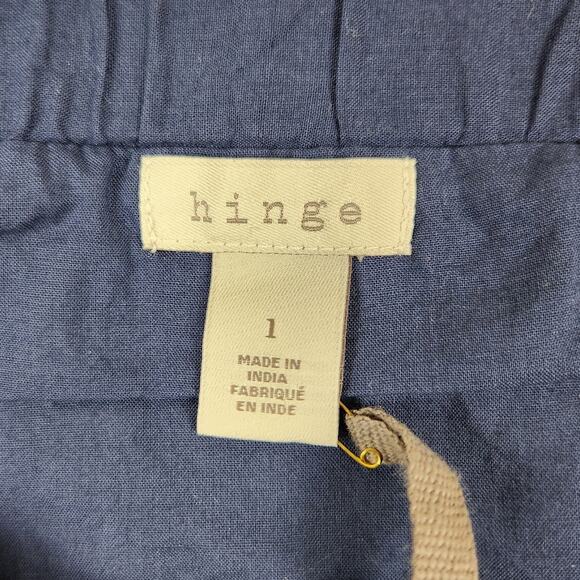 hinge
1
MADE IN
INDIA
FABRIQUÉ
EN INDE